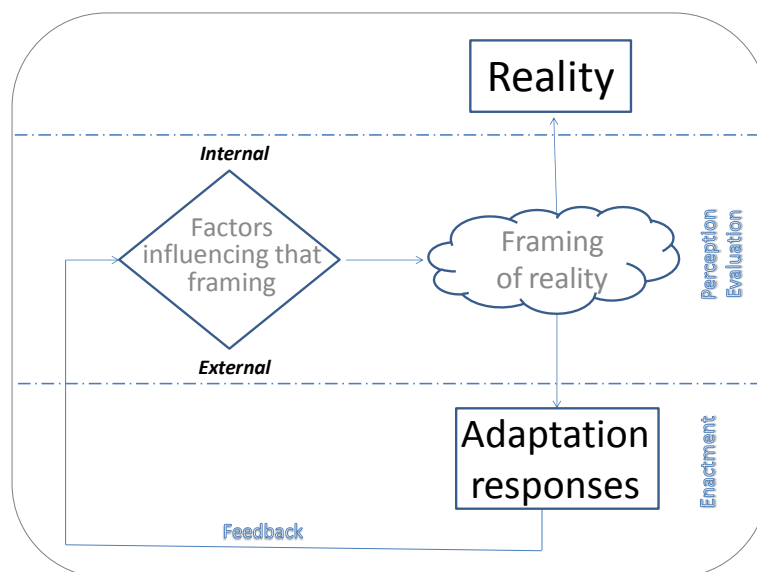 Reality
Internal
Factors
influencing that
framing
External
Framing
of reality
Perception
Evaluation
Adaptation
responses
Enactment
Feedback